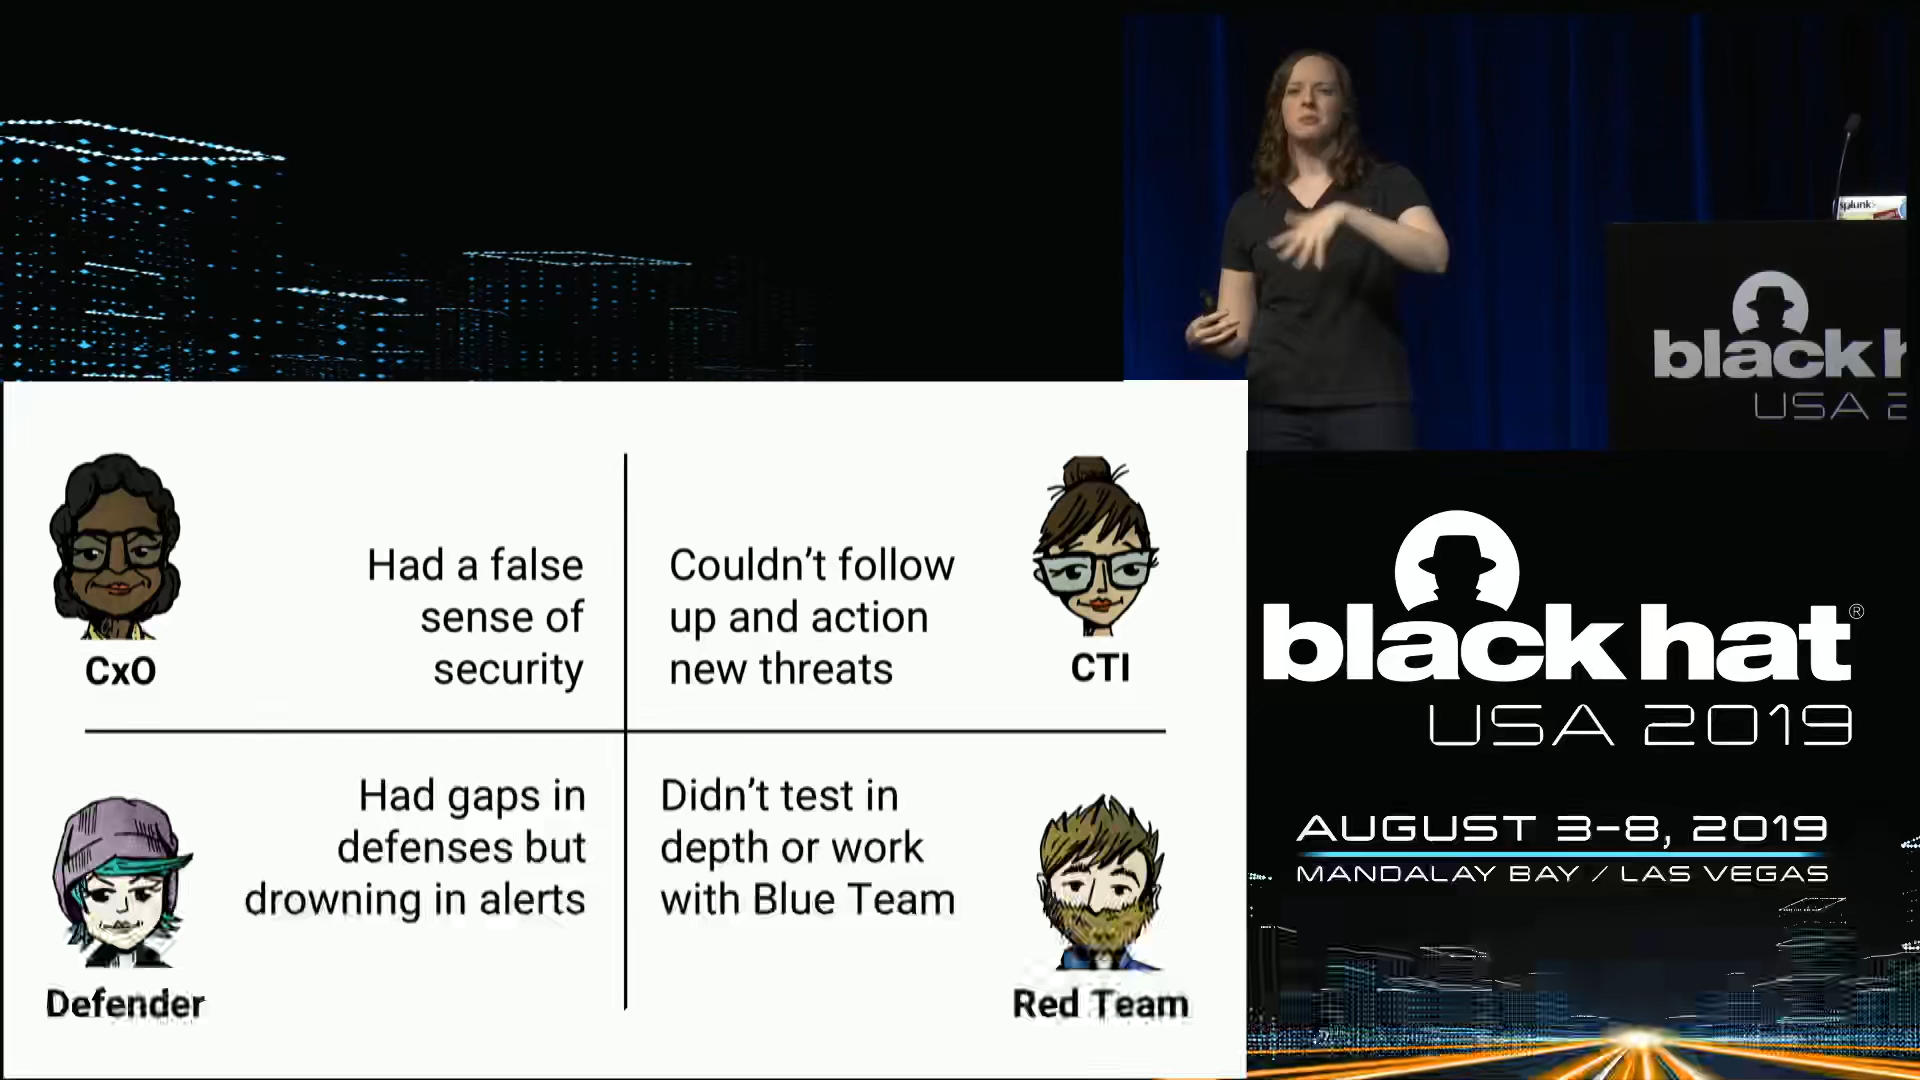 splunk>
black h
USA 2
Had a false
sense of
security
CxO
Couldn't follow
up and action
new threats
CTI
Had gaps in
defenses but
drowning in alerts
Defender
Didn't test in
depth or work
with Blue Team
Red Team
black hat®
USA 2019
AUGUST 3-8, 2019
MANDALAY BAY / LAS VEGAS